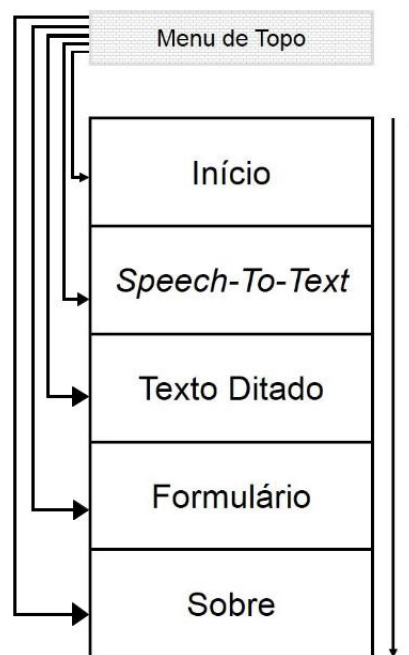 Menu de Topo
Início
Speech-To-Text
Texto Ditado
Formulário
Sobre